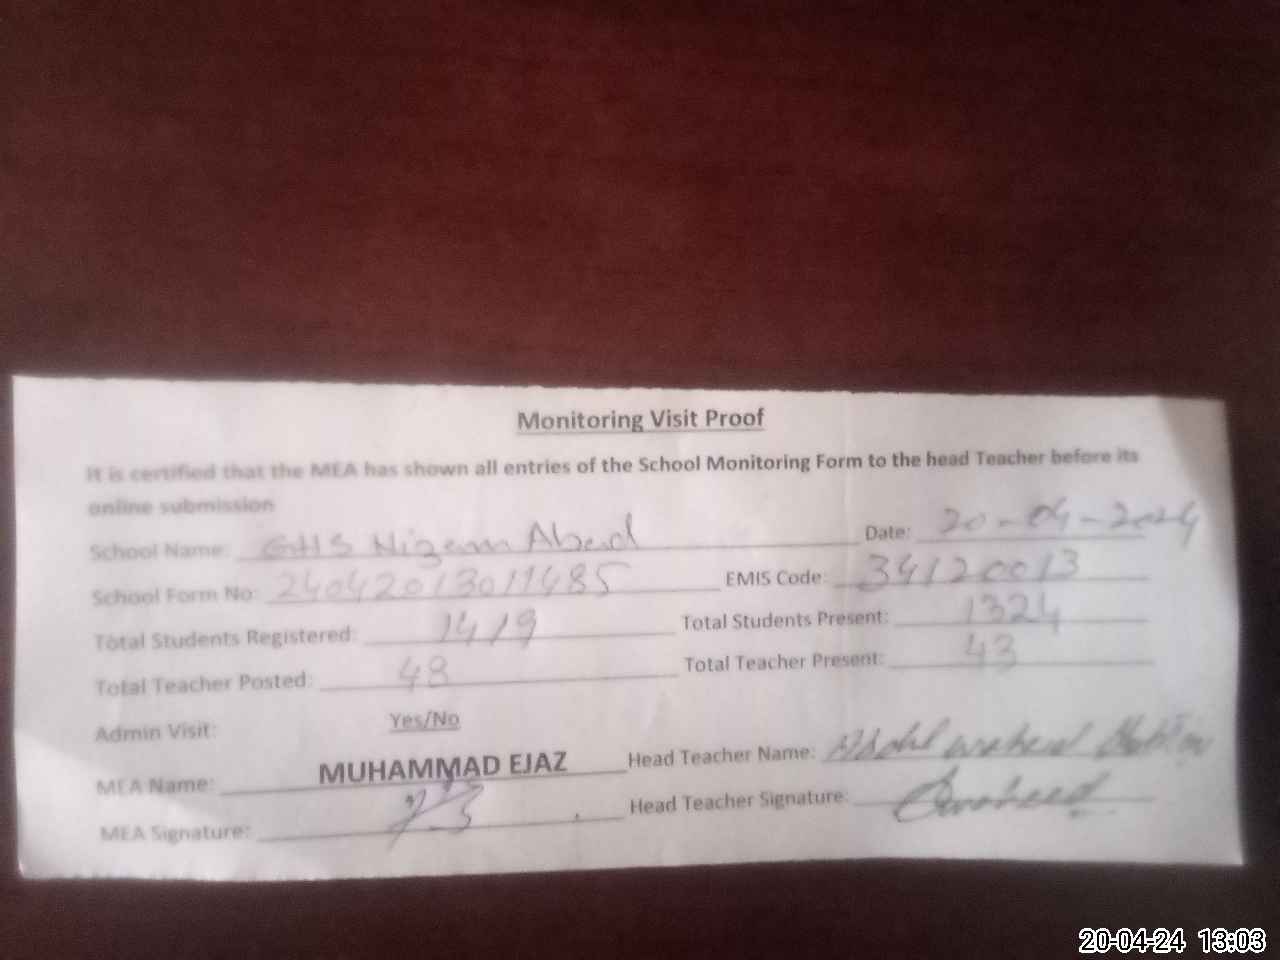 Monitoring Visit Proof
It is certified that the MEA has shown all entries of the School Monitoring Form to the head Teacher before its
online submission
School Name: GHS Nizam Abad Date: 20-04-2024
School Form No: 24042013011485 EMIS Code: 34120013
Total Students Registered: 1419 Total Students Present: 1324
Total Teacher Posted: 48 Total Teacher Present: 43
Admin Visit: Yes/No
MEA Name: MUHAMMAD EJAZ Head Teacher Name: Abdul waheed
MEA Signature: Head Teacher Signature: waheed
20-04-24 13:03